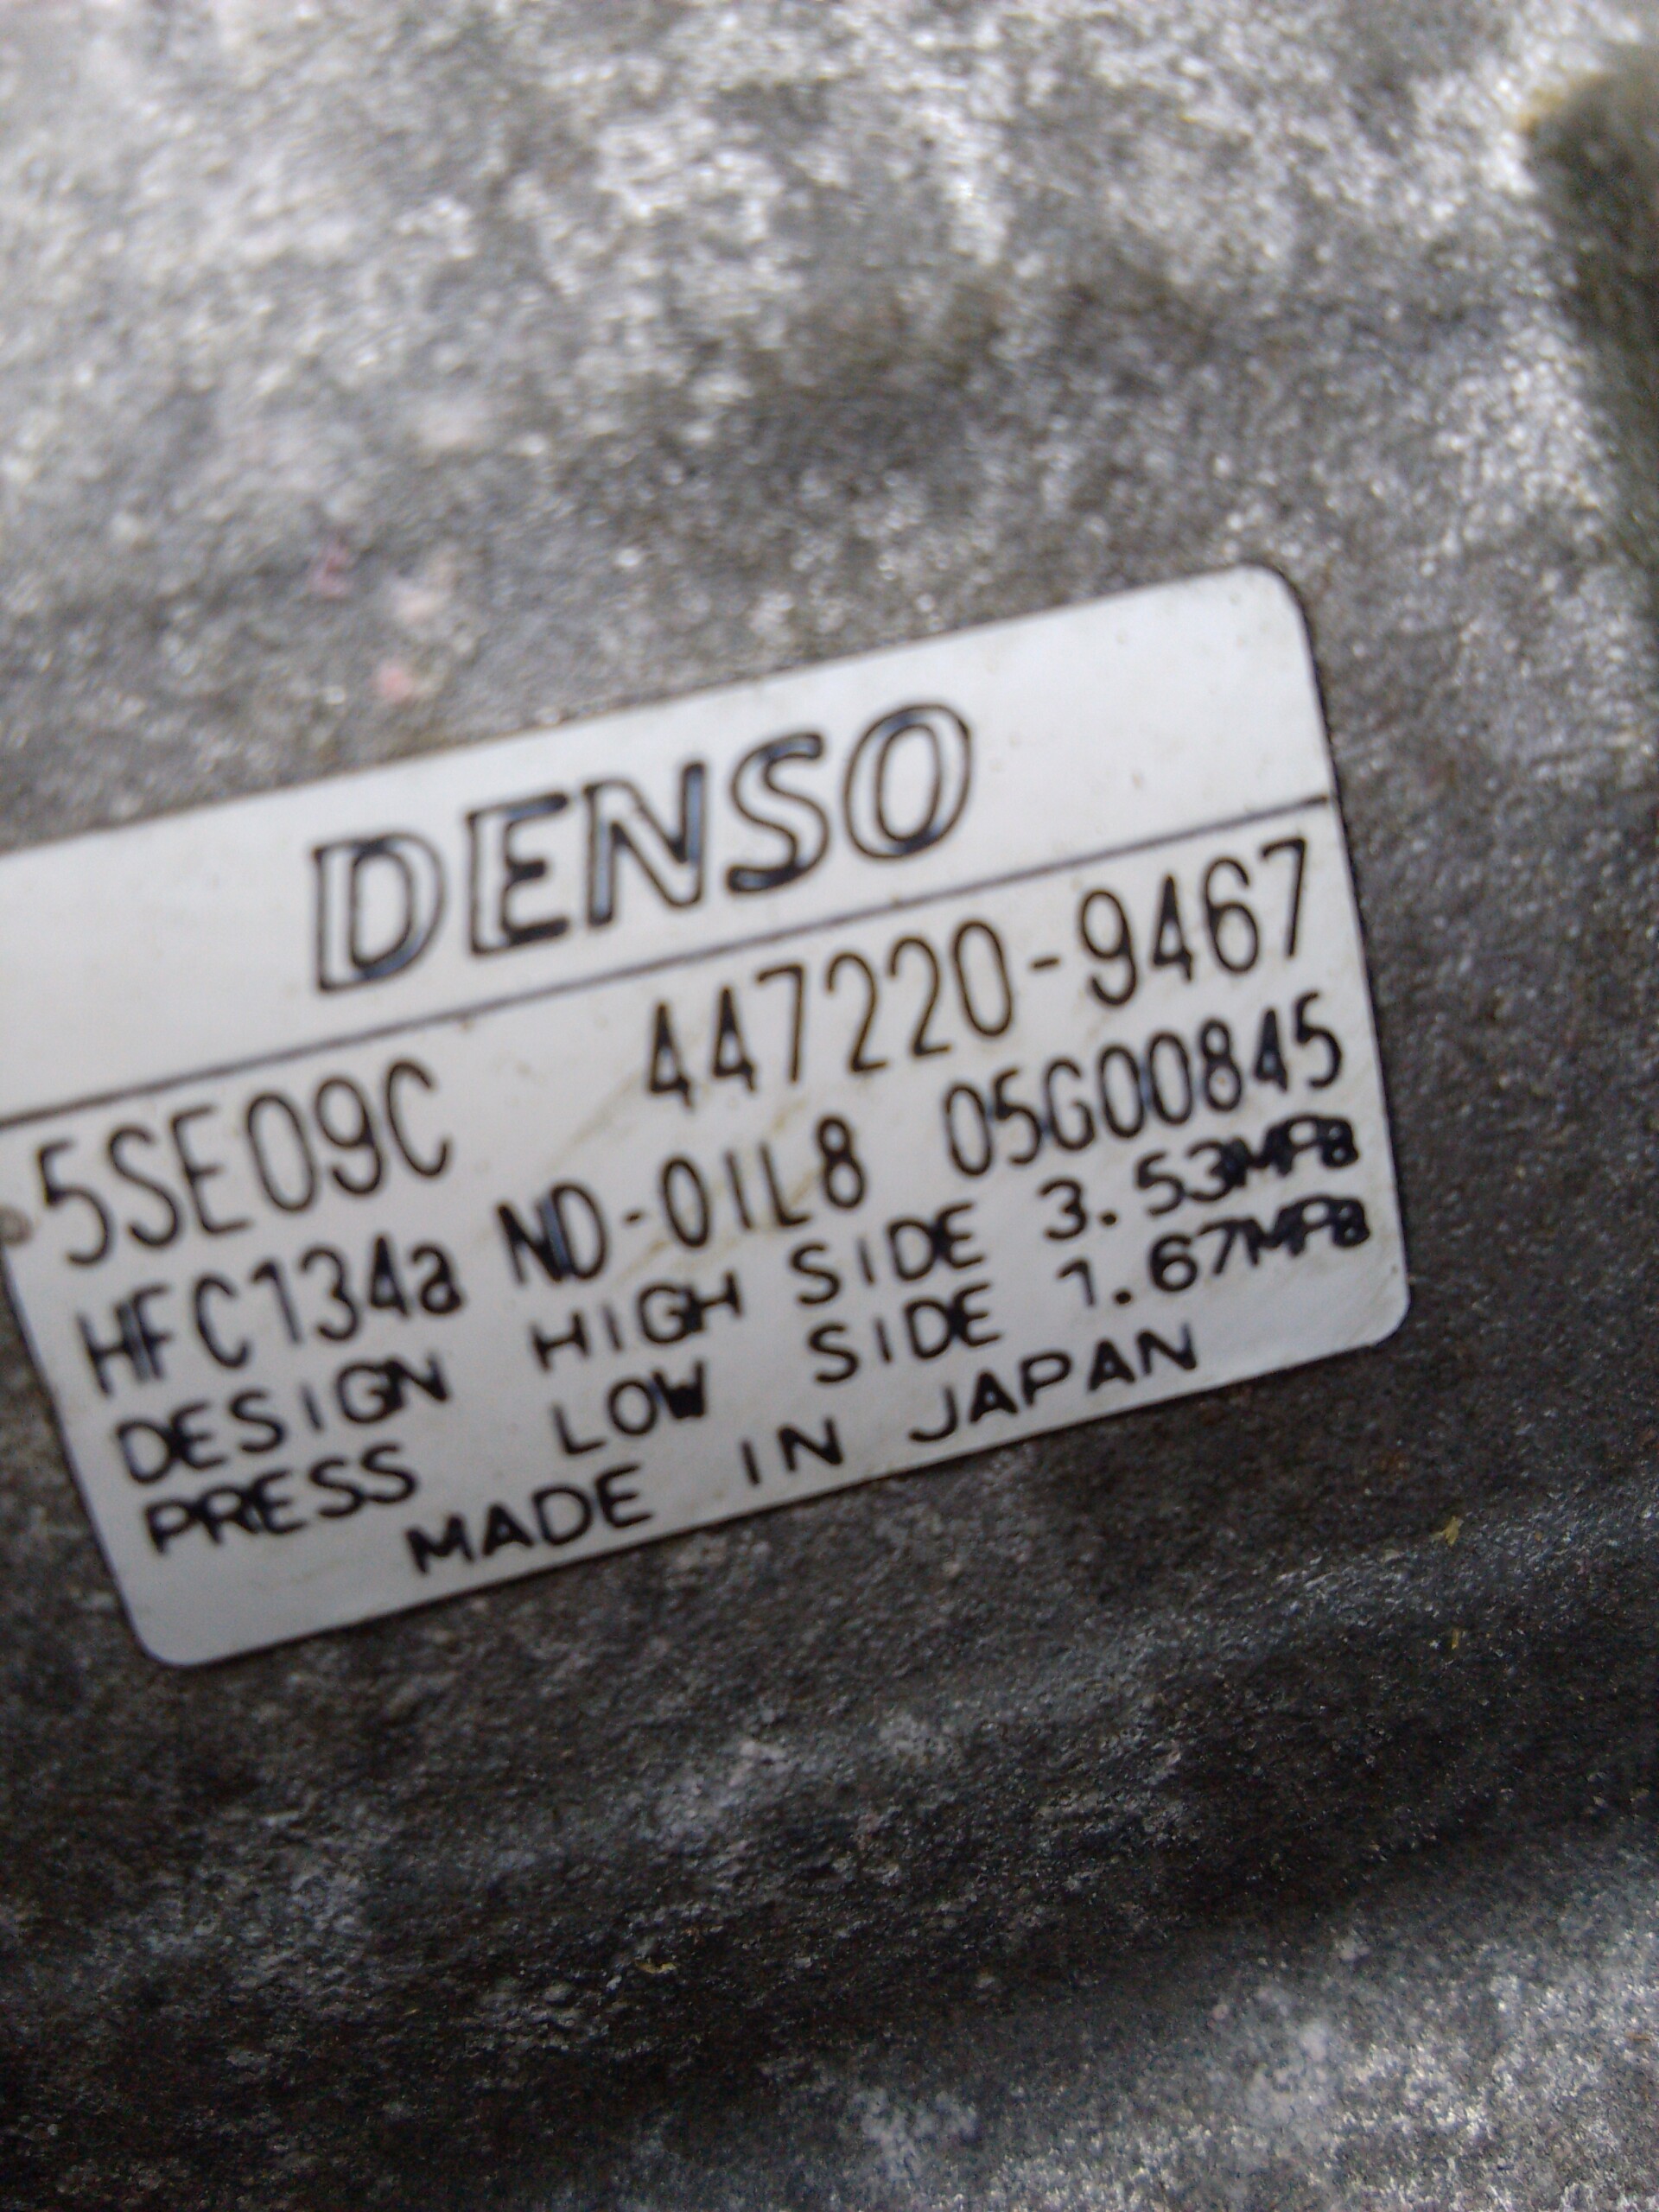 DENSO
5SE09C 447220-9467
HFC134a ND-OIL8 05G00845
DESIGN HIGH SIDE 3.53MPa
PRESS LOW SIDE 1.67MPa
MADE IN JAPAN